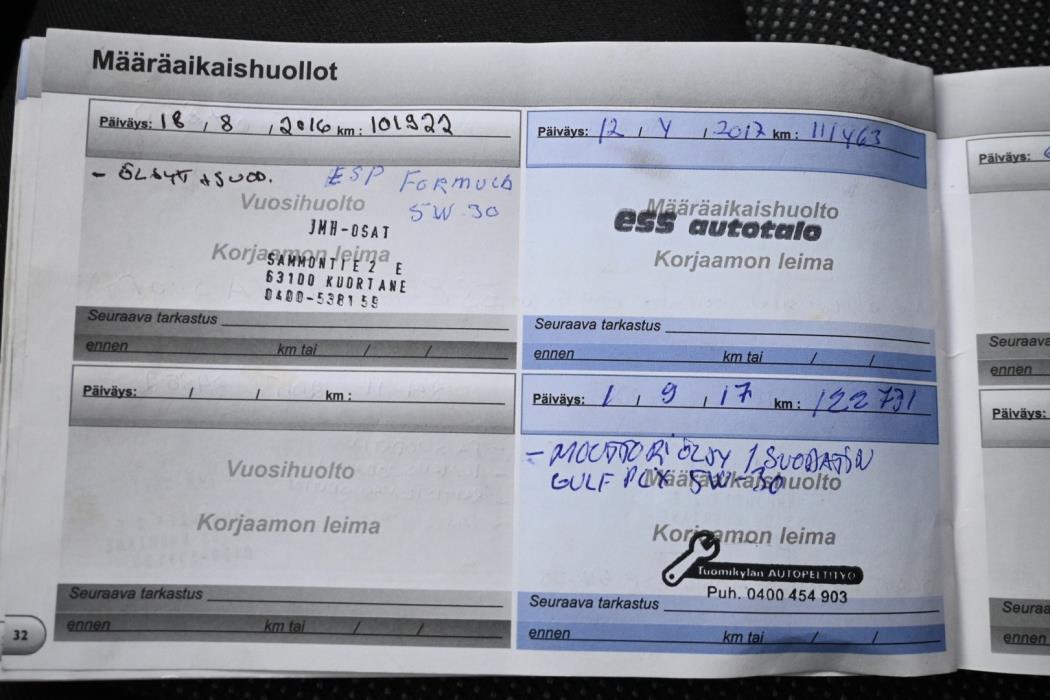 Määräaikaishuollot
Päiväys: 18 / 8 / 2016 km: 101922
- ÖLJYT + SUOD. ESP FORMULA
5W-30
Vuosihuolto
JMH-OSAT
Korjaamon leima
SAMMONTIE 2 E
63100 KUORTANE
0400-538159
Seuraava tarkastus
ennen km tai / /
Päiväys: 12 / 4 / 2017 km: 111463
Määräaikaishuolto
ess autotalo
Korjaamon leima
Seuraava tarkastus
ennen km tai / /
Päiväys: / / km:
Vuosihuolto
Korjaamon leima
Seuraava tarkastus
ennen km tai / /
Päiväys: 1 / 9 / 17 km: 122731
- MOOTTORIÖLJY / SUODATIN
GULF 5W-30
Määräaikaishuolto
Korjaamon leima
Tuomikylän AUTOPELTITYÖ
Puh. 0400 454 903
Seuraava tarkastus
ennen km tai / /
32
Päiväys:
Seuraava
ennen
Päiväys:
Seuraa
ennen